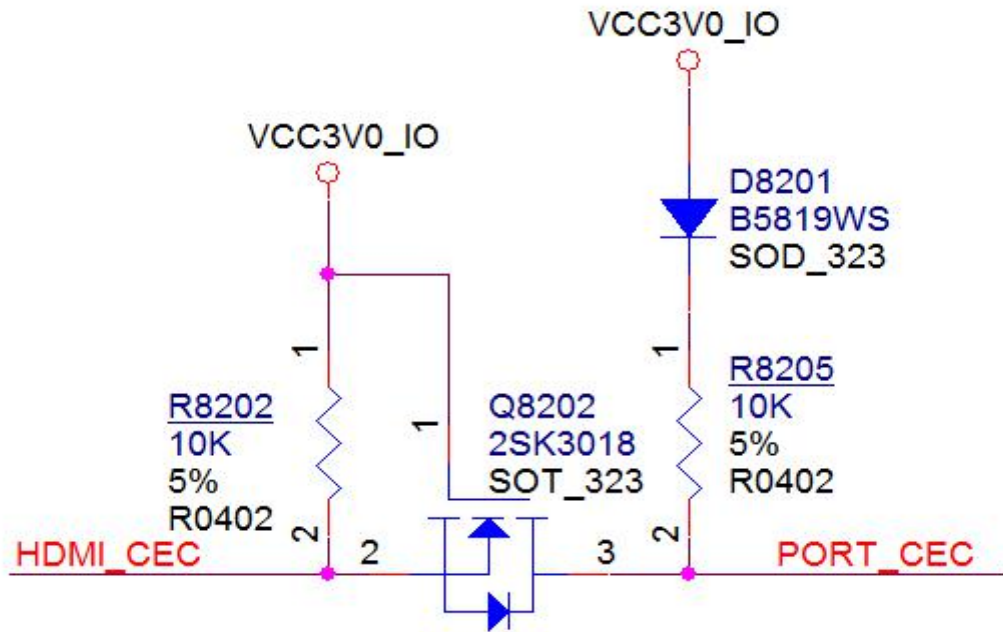 VCC3V0_IO
VCC3V0_IO
D8201
B5819WS
SOD_323
1
1
R8202
10K
5%
R0402
1
Q8202
2SK3018
SOT_323
R8205
10K
5%
R0402
2
2
HDMI_CEC
2
3
PORT_CEC